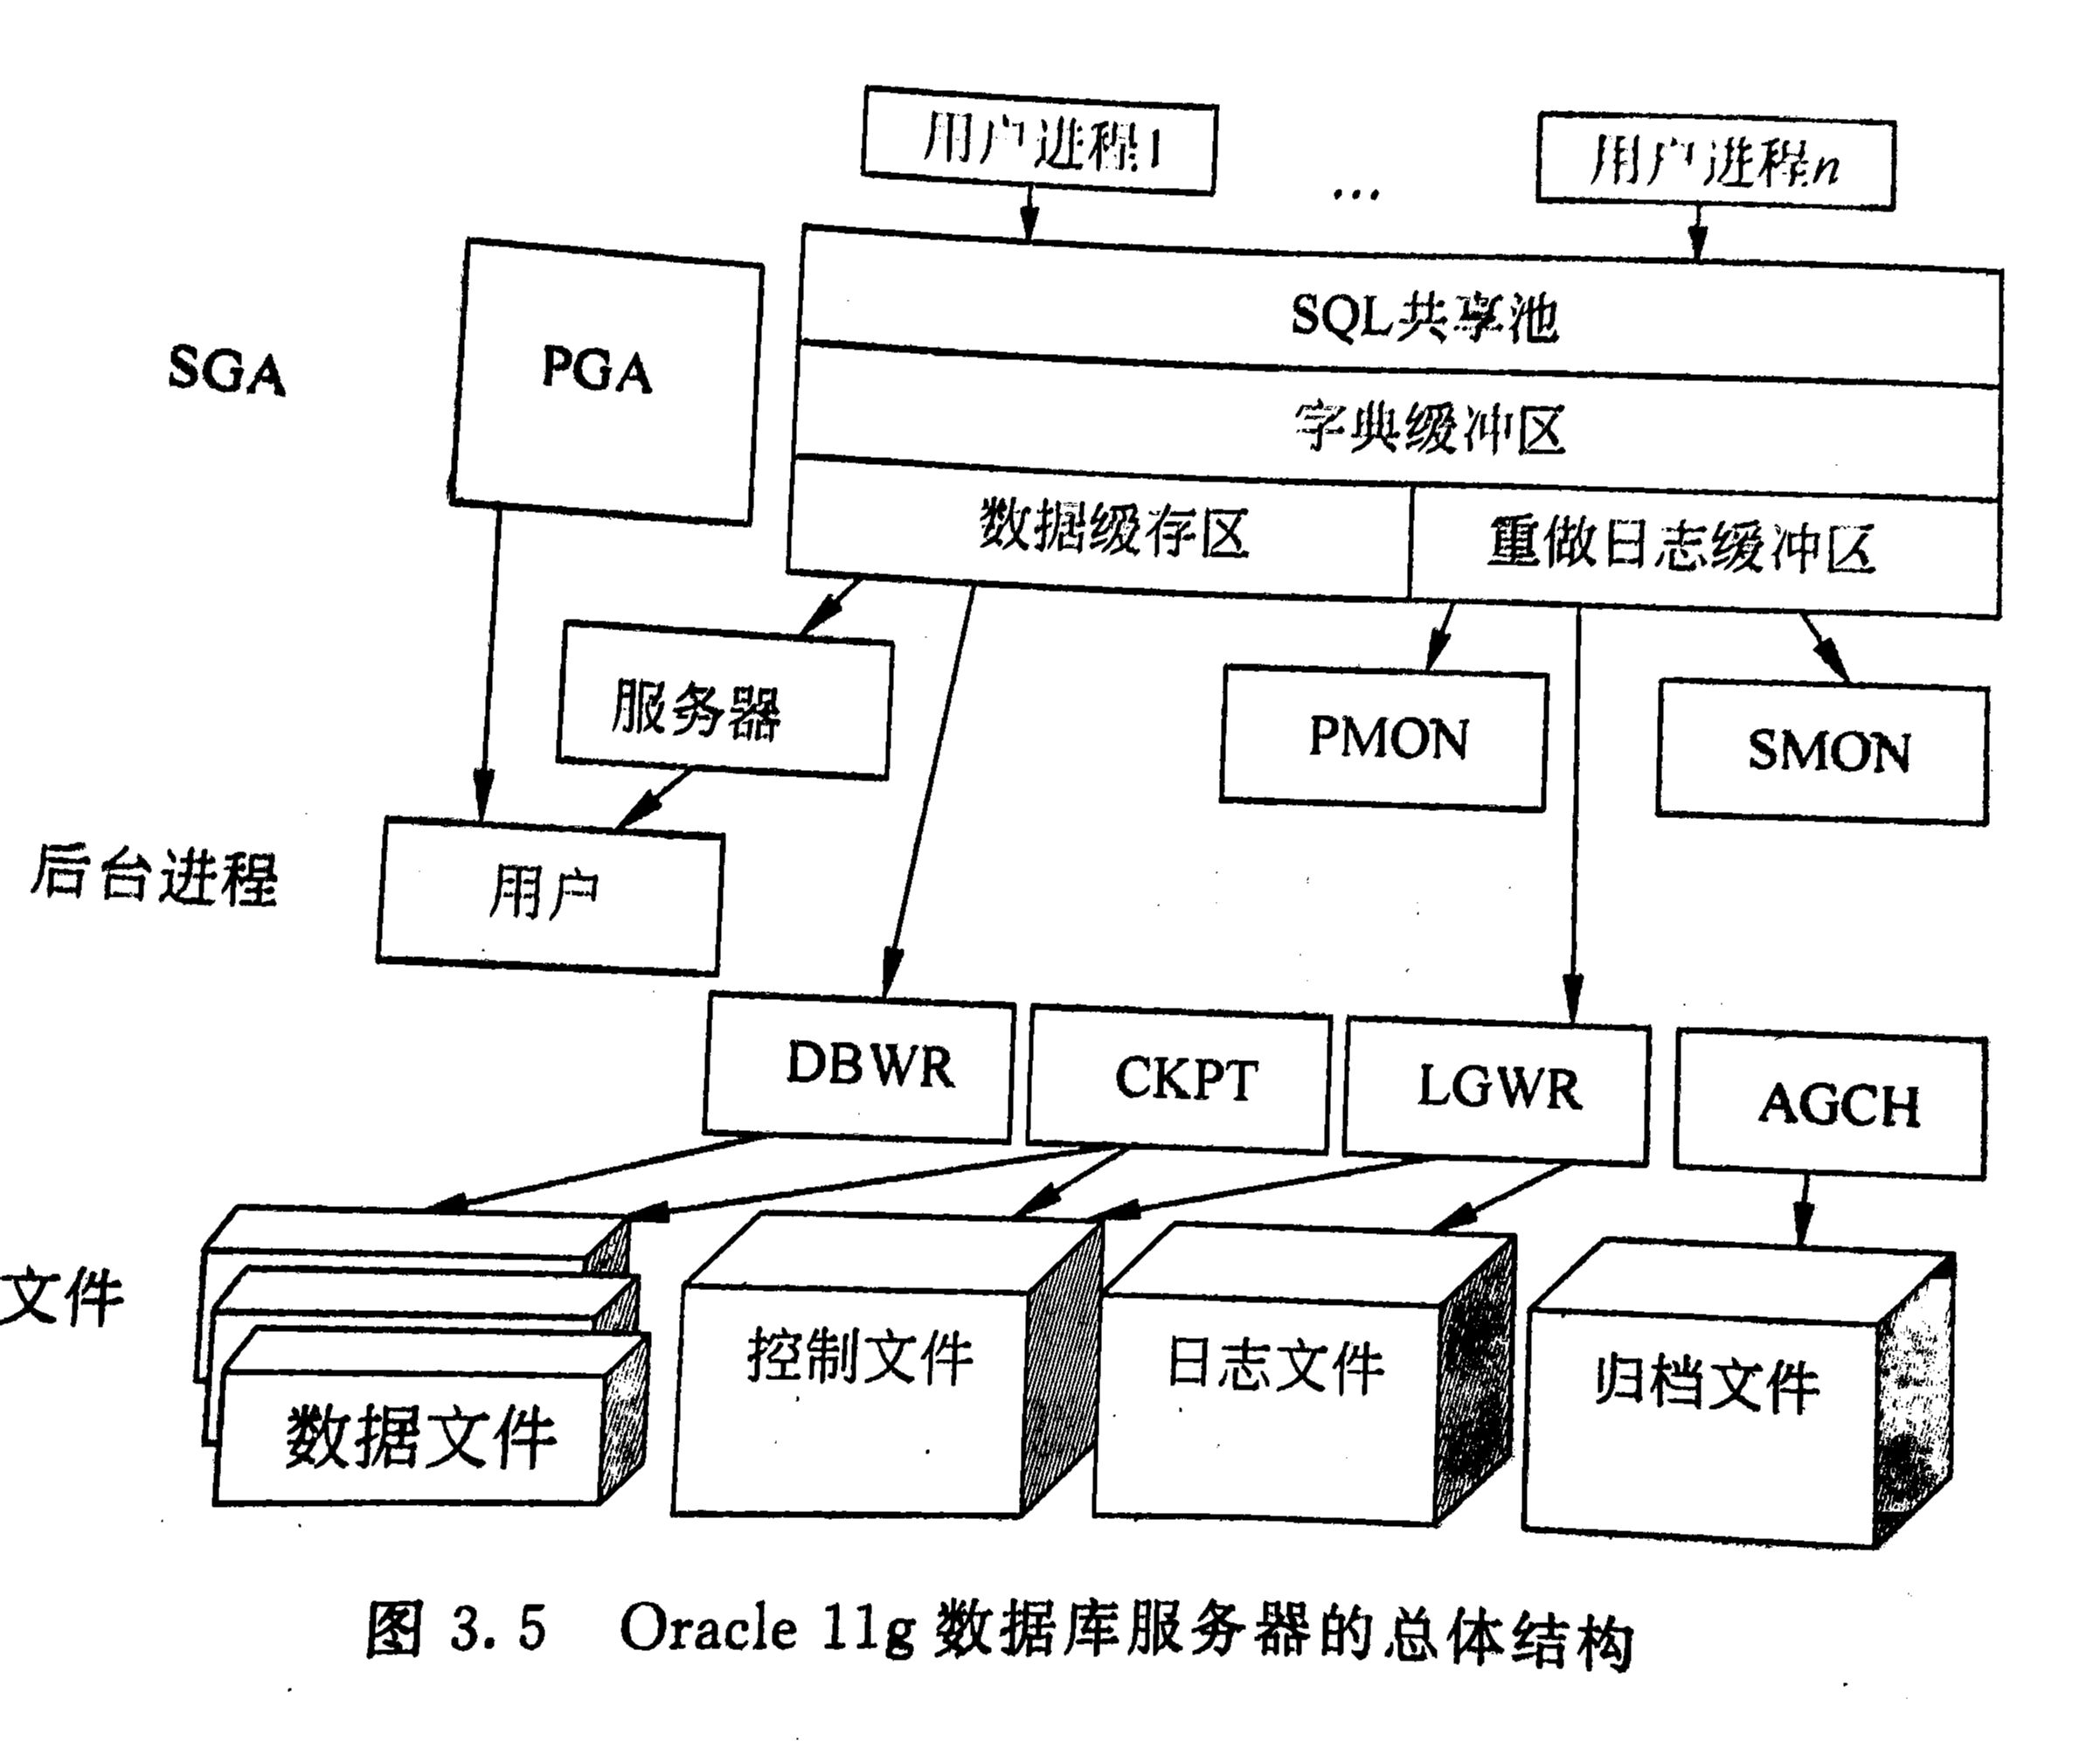 用户进程1
…
用户进程n
SGA
PGA
SQL共享池
字典缓冲区
数据缓存区
重做日志缓冲区
服务器
PMON
SMON
后台进程
用户
DBWR
CKPT
LGWR
AGCH
文件
数据文件
控制文件
日志文件
归档文件
图 3.5 Oracle 11g 数据库服务器的总体结构